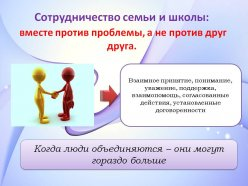 Сотрудничество семьи и школы:
вместе против проблемы, а не против друг
друга.
Взаимное принятие, понимание,
уважение, поддержка,
взаимопомощь, согласованные
действия, установленные
договоренности
Когда люди объединяются – они могут
гораздо больше